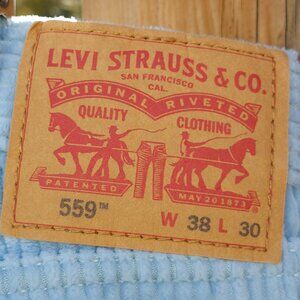 LEVI STRAUSS & CO.
SAN FRANCISCO
CAL.
ORIGINAL RIVETED
QUALITY CLOTHING
PATENTED MAY 20 1873
559™ W 38 L 30